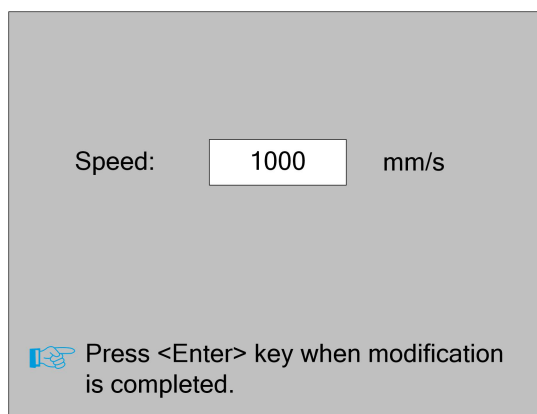 Speed: 1000 mm/s
Press <Enter> key when modification
is completed.